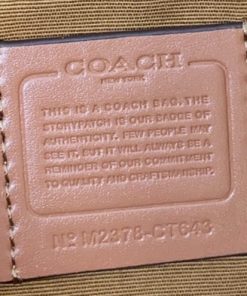 COACH
NEW YORK
THIS IS A COACH BAG. THE
STORYPATCH IS OUR BADGE OF
AUTHENTICITY. FEW PEOPLE MAY
SEE IT, BUT IT WILL ALWAYS BE A
REMINDER OF OUR COMMITMENT
TO QUALITY AND CRAFTSMANSHIP.
Nº M2378-CT643